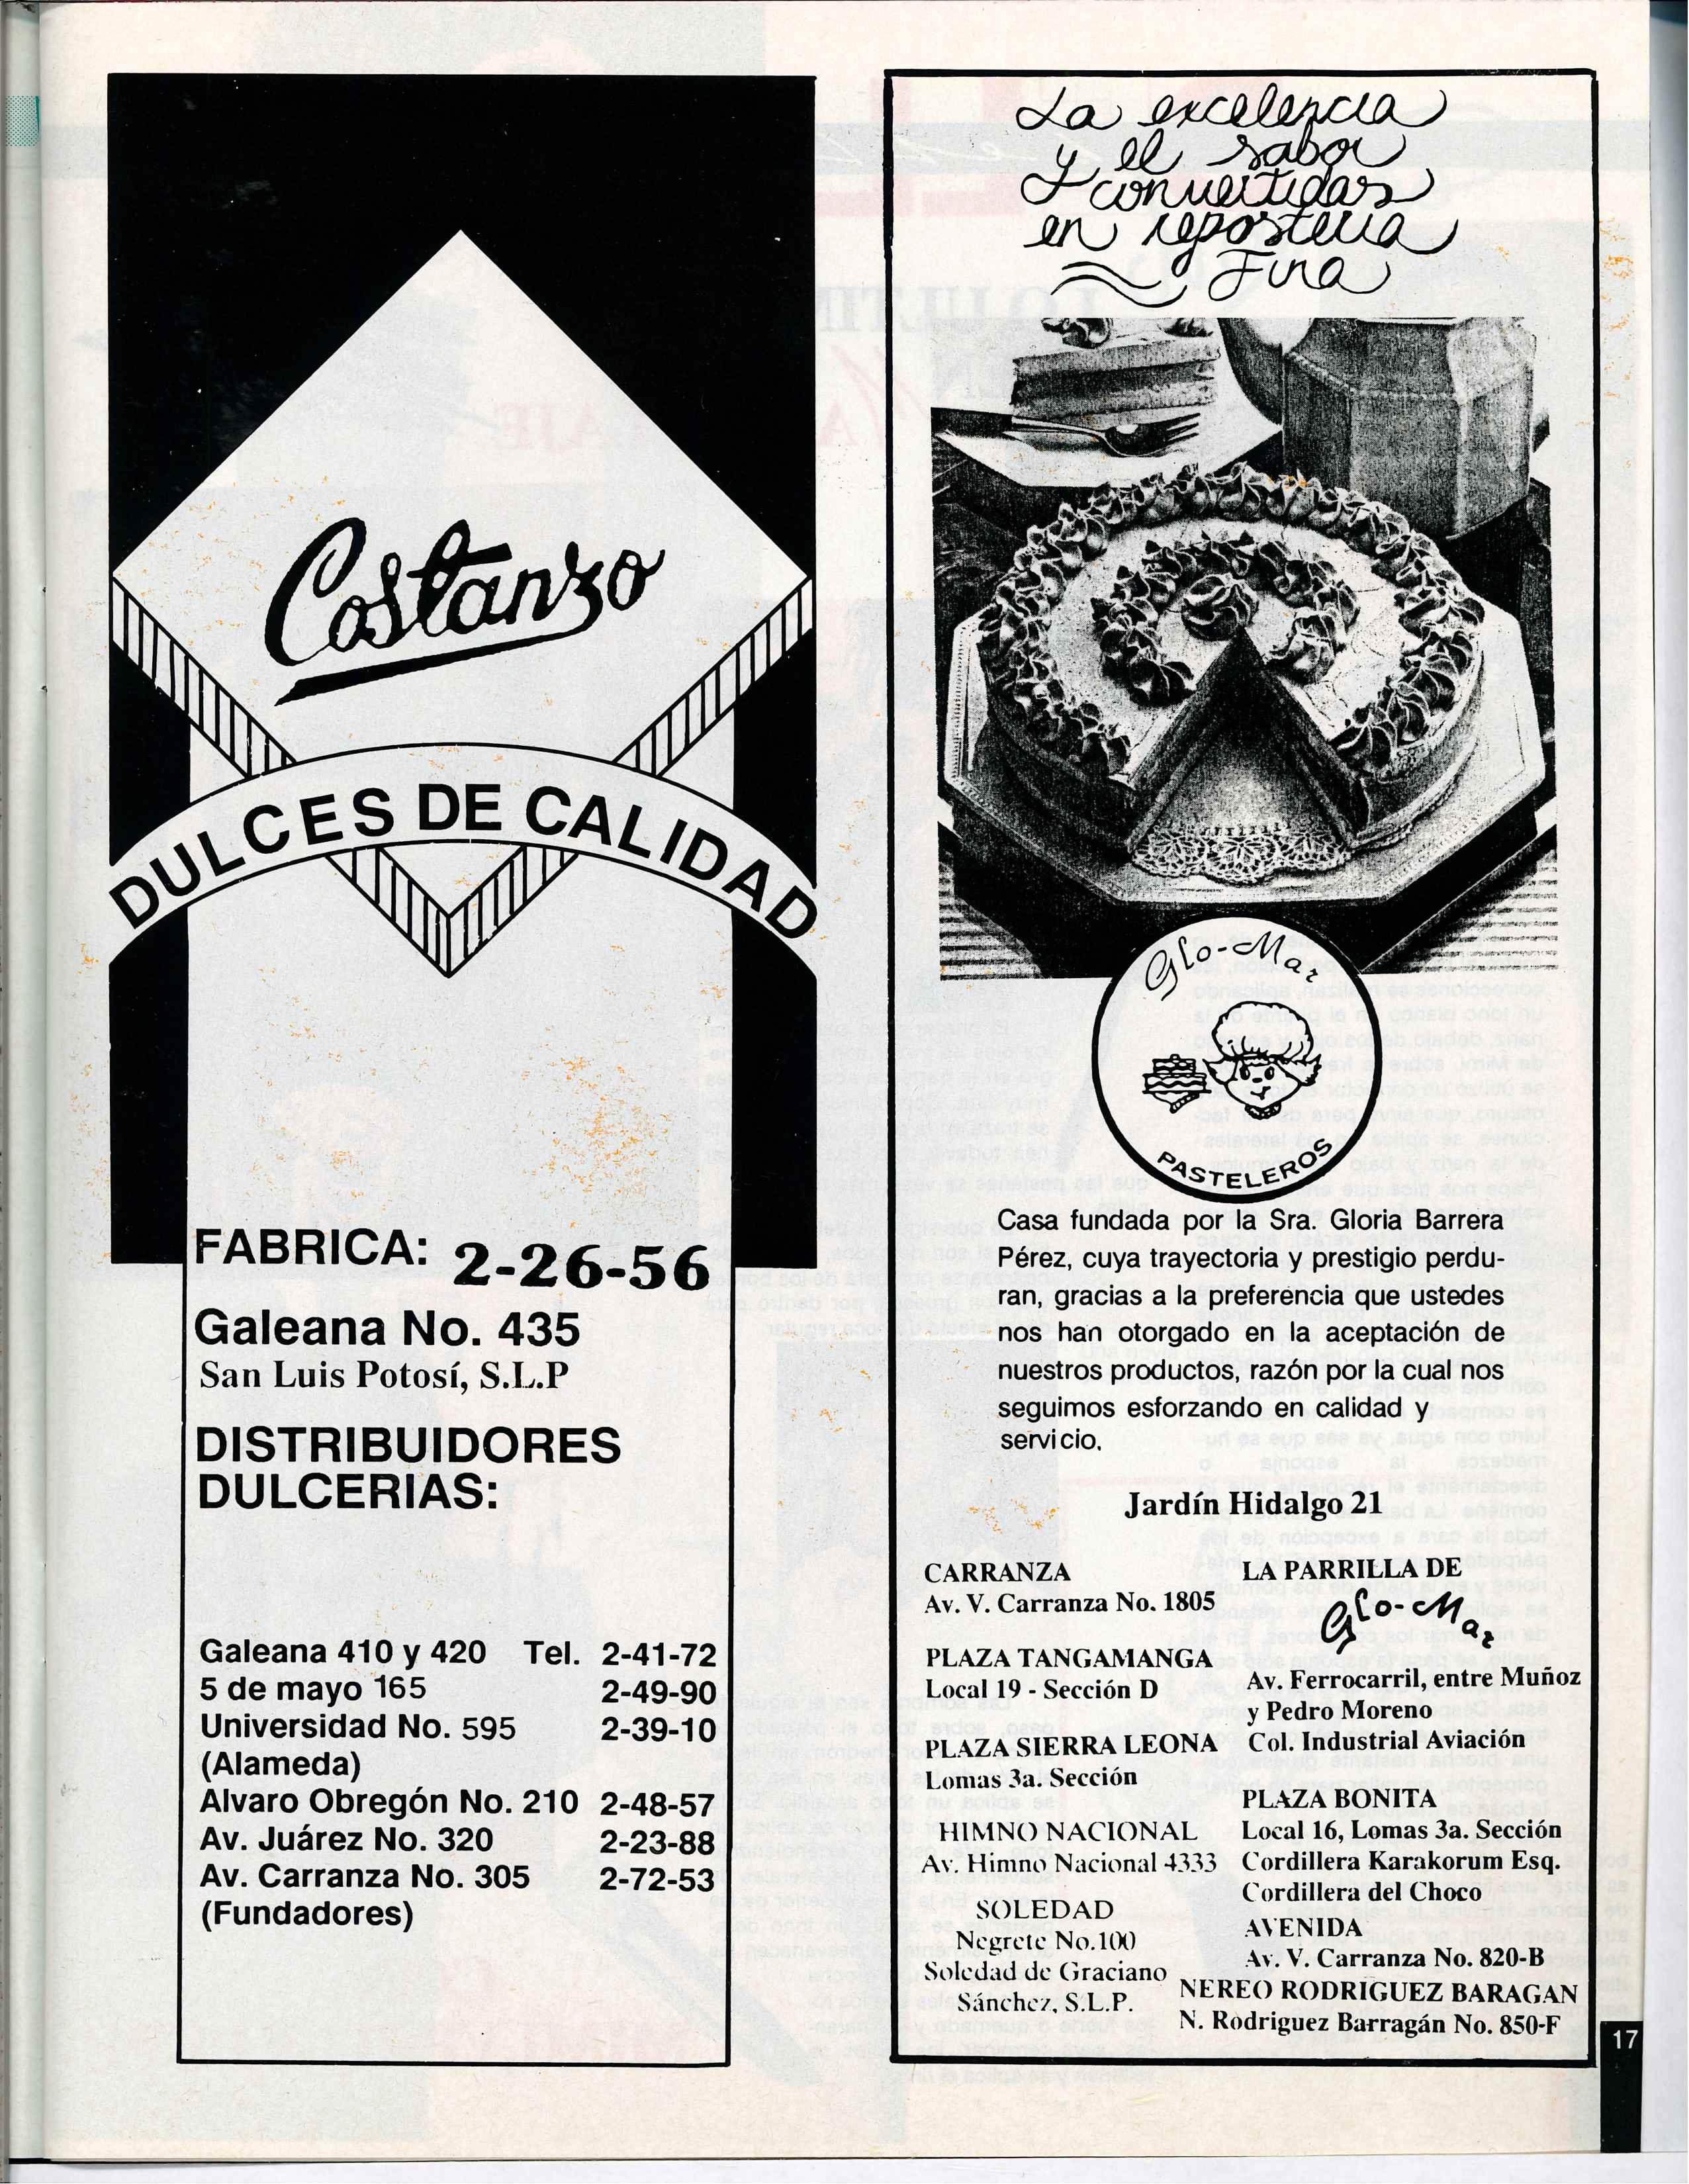 Costanzo
DULCES DE CALIDAD
FABRICA: 2-26-56
Galeana No. 435
San Luis Potosí, S.L.P
DISTRIBUIDORES
DULCERIAS:
Galeana 410 y 420 Tel. 2-41-72
5 de mayo 165 2-49-90
Universidad No. 595 2-39-10
(Alameda)
Alvaro Obregón No. 210 2-48-57
Av. Juárez No. 320 2-23-88
Av. Carranza No. 305 2-72-53
(Fundadores)
La excelencia
y el sabor
convertidas
en reposteria
Fina
Glo-Mar
PASTELEROS
Casa fundada por la Sra. Gloria Barrera
Pérez, cuya trayectoria y prestigio perdu-
ran, gracias a la preferencia que ustedes
nos han otorgado en la aceptación de
nuestros productos, razón por la cual nos
seguimos esforzando en calidad y
servicio.
Jardín Hidalgo 21
CARRANZA
Av. V. Carranza No. 1805
PLAZA TANGAMANGA
Local 19 - Sección D
PLAZA SIERRA LEONA
Lomas 3a. Sección
HIMNO NACIONAL
Av. Himno Nacional 4333
SOLEDAD
Negrete No.100
Soledad de Graciano
Sánchez, S.L.P.
LA PARRILLA DE
Glo-Mar
Av. Ferrocarril, entre Muñoz
y Pedro Moreno
Col. Industrial Aviación
PLAZA BONITA
Local 16, Lomas 3a. Sección
Cordillera Karakorum Esq.
Cordillera del Choco
AVENIDA
Av. V. Carranza No. 820-B
NEREO RODRIGUEZ BARAGAN
N. Rodriguez Barragán No. 850-F
17